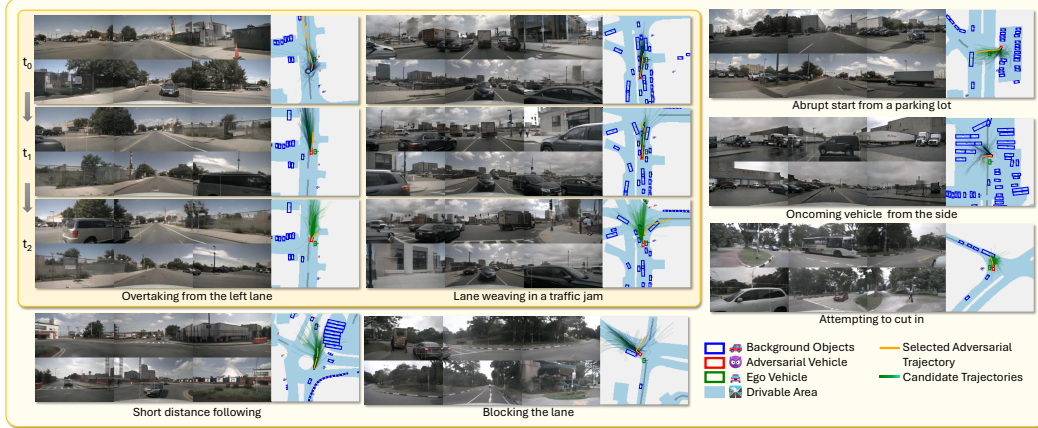 t0
t1
t2
Overtaking from the left lane
Lane weaving in a traffic jam
Abrupt start from a parking lot
Oncoming vehicle from the side
Attempting to cut in
Short distance following
Blocking the lane
Background Objects
Adversarial Vehicle
Ego Vehicle
Drivable Area
Selected Adversarial
Trajectory
Candidate Trajectories